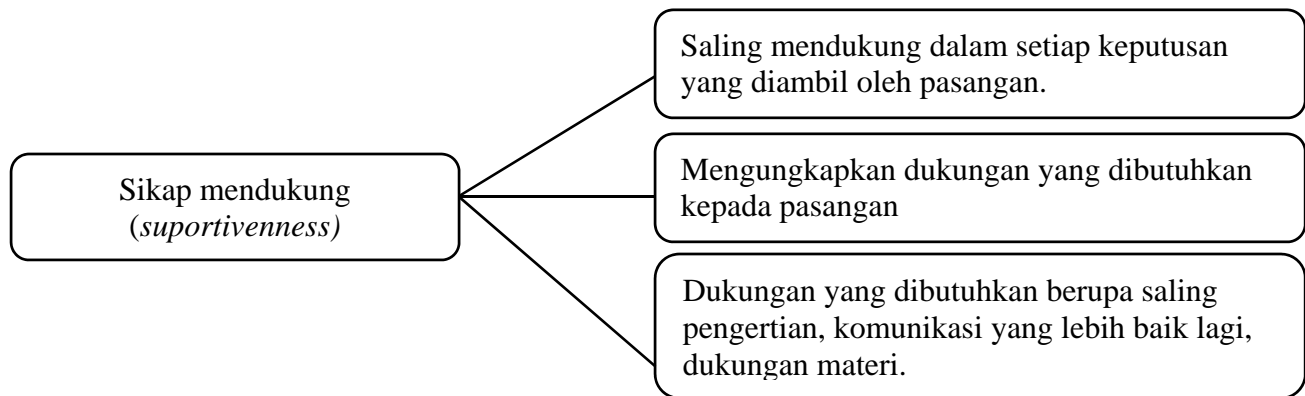 Saling mendukung dalam setiap keputusan
yang diambil oleh pasangan.
Sikap mendukung
(suportivenness)
Mengungkapkan dukungan yang dibutuhkan
kepada pasangan
Dukungan yang dibutuhkan berupa saling
pengertian, komunikasi yang lebih baik lagi,
dukungan materi.